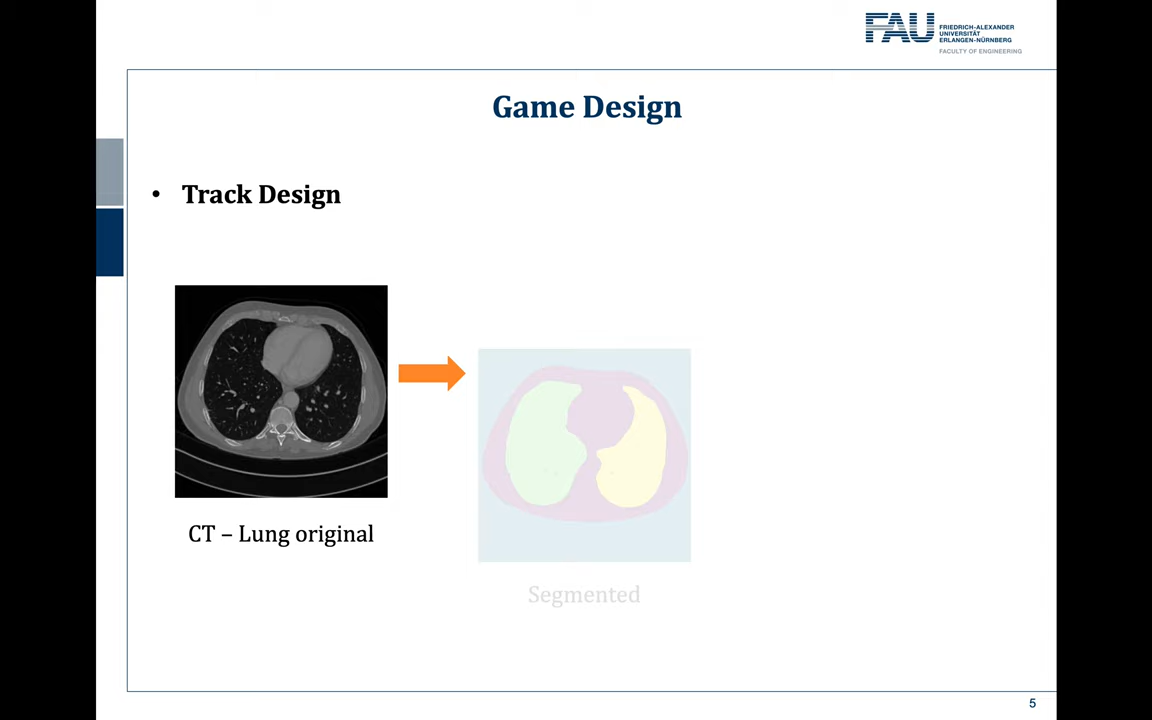 FAU
FRIEDRICH-ALEXANDER
UNIVERSITÄT
ERLANGEN-NÜRNBERG
FACULTY OF ENGINEERING
Game Design
• Track Design
CT – Lung original
Segmented
5